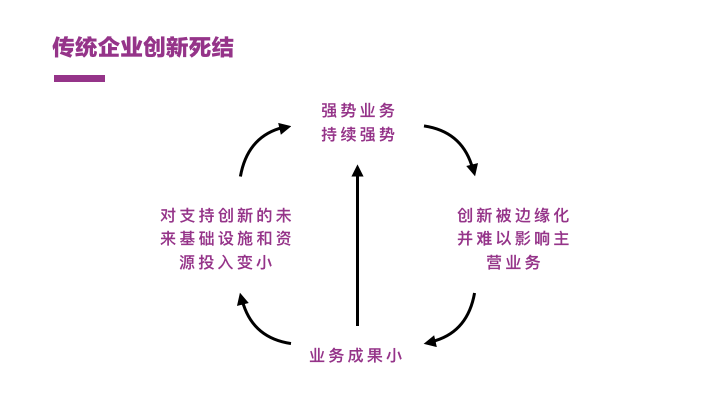 传统企业创新死结
强势业务
持续强势
对支持创新的未
来基础设施和资
源投入变小
创新被边缘化
并难以影响主
营业务
业务成果小